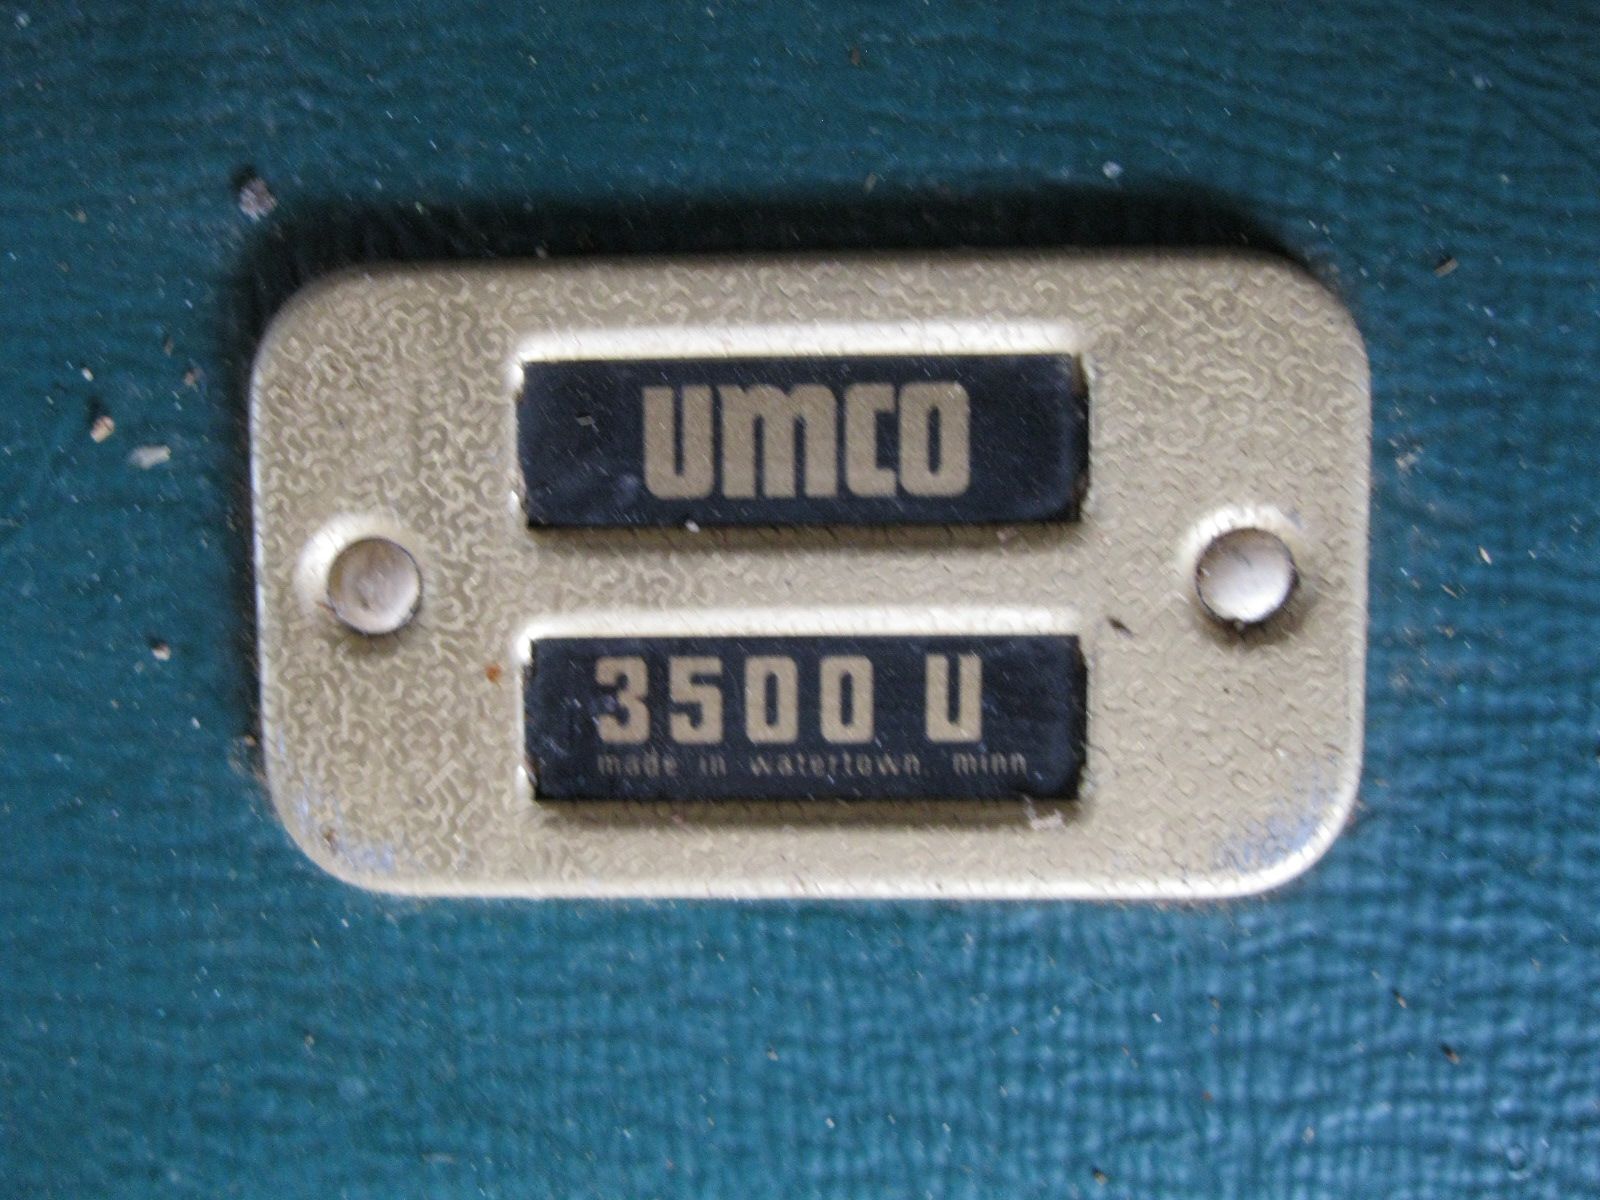 umco
3500 U
made in watertown, minn